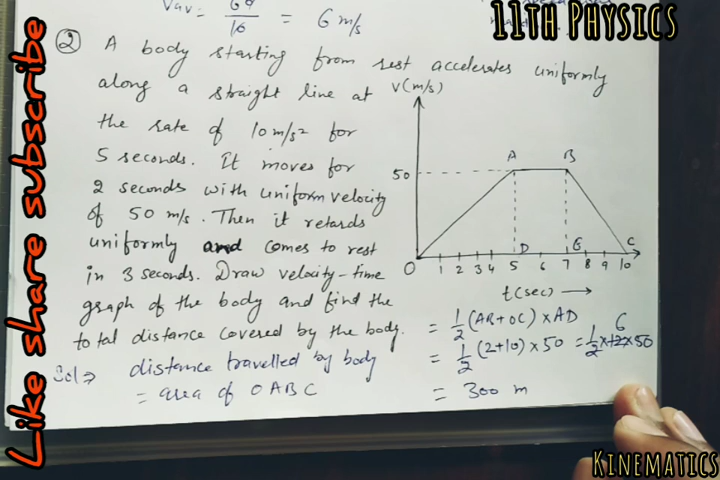 Vav = 64/16 = 6 m/s
11th Physics
② A body starting from rest accelerates uniformly
along a straight line at
the rate of 10 m/s² for
5 seconds. It moves for
2 seconds with uniform velocity
of 50 m/s. Then it retards
uniformly and comes to rest
in 3 seconds. Draw velocity-time
graph of the body and find the
total distance covered by the body.
V(m/s)
A B
50
D E C
O 1 2 3 4 5 6 7 8 9 10
t(sec) →
Sol ⇒ distance travelled by body
= area of OABC
= 1/2 (AB+OC) × AD
= 1/2 (2+10) × 50 = 1/2 × 12 × 50
6
= 300 m
Like share subscribe
Kinematics